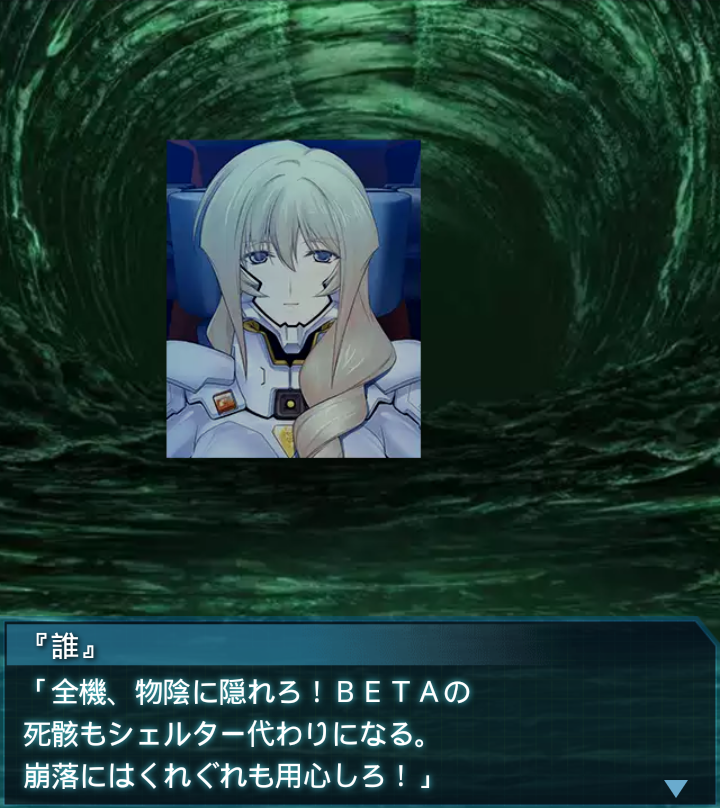 『誰』
「全機、物陰に隠れろ！ＢＥＴＡの
死骸もシェルター代わりになる。
崩落にはくれぐれも用心しろ！」